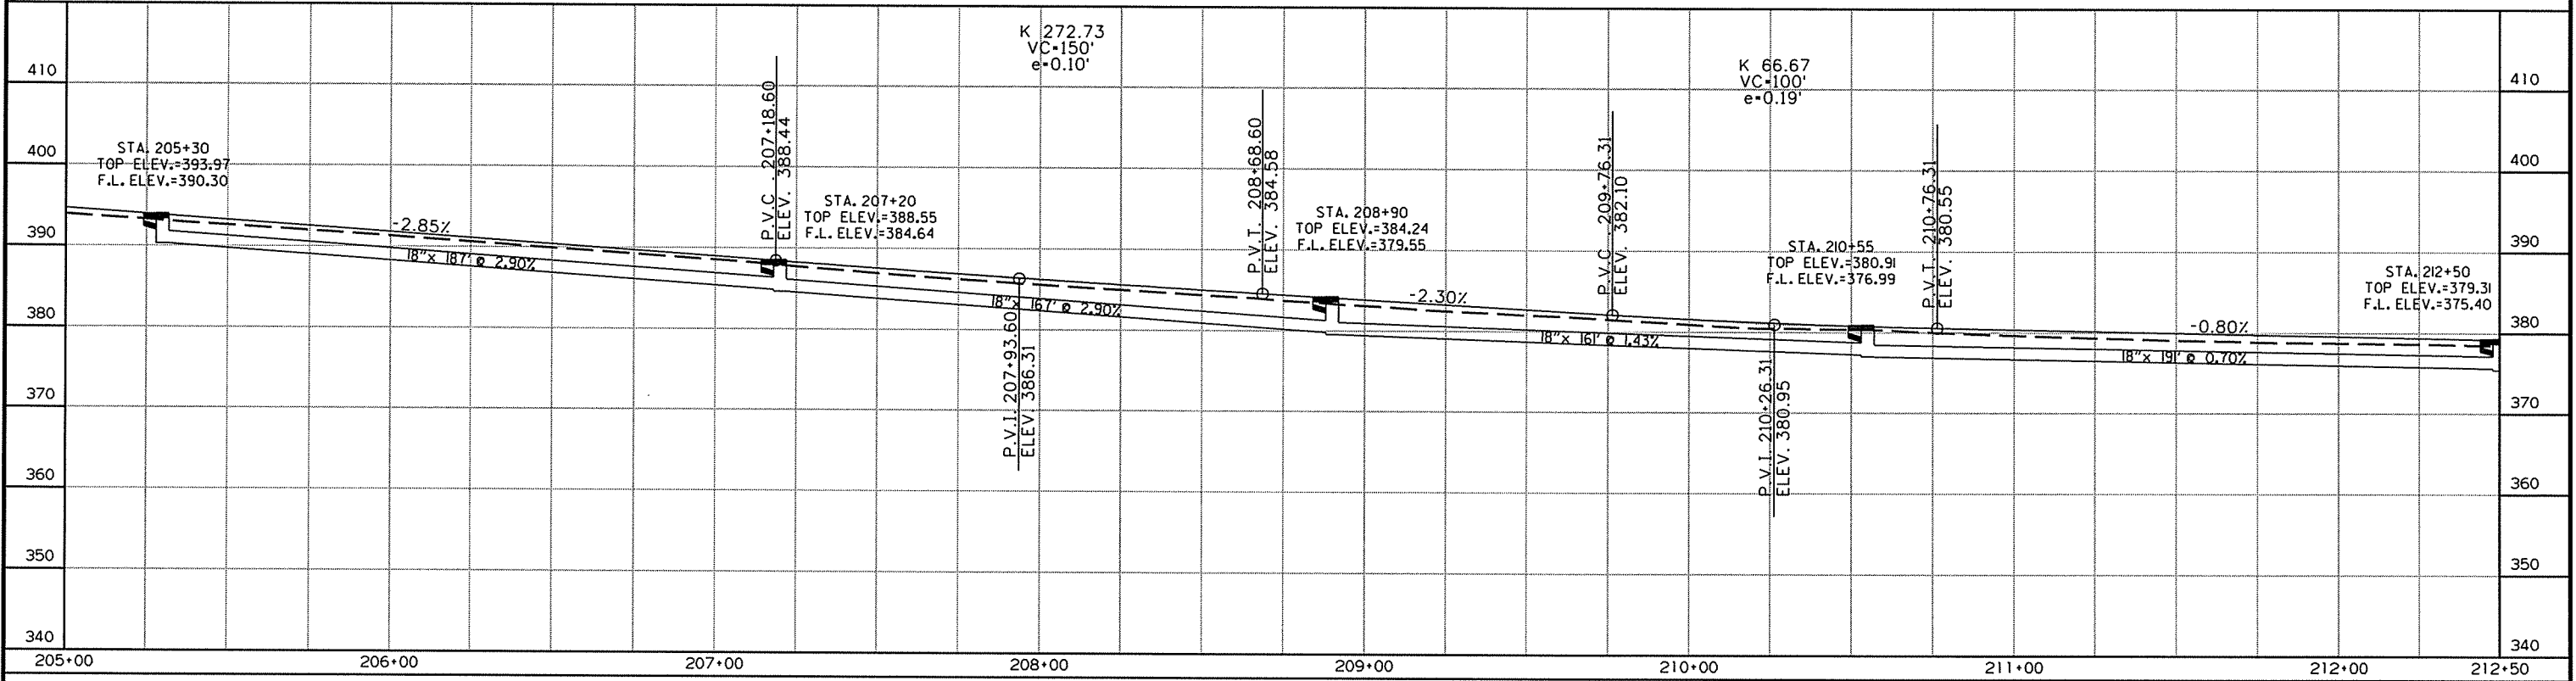 K 272.73
VC=150'
e=0.10'
K 66.67
VC=100'
e=0.19'
410
400
390
380
370
360
350
340
STA. 205+30
TOP ELEV.=393.97
F.L. ELEV.=390.30
-2.85%
18"x 187' @ 2.90%
P.V.C. 207+18.60
ELEV. 388.44
STA. 207+20
TOP ELEV.=388.55
F.L. ELEV.=384.64
18"x 167' @ 2.90%
P.V.I. 207+93.60
ELEV. 386.31
P.V.T. 208+68.60
ELEV. 384.58
STA. 208+90
TOP ELEV.=384.24
F.L. ELEV.=379.55
-2.30%
18"x 161' @ 1.43%
P.V.C. 209+76.31
ELEV. 382.10
P.V.I. 210+26.31
ELEV. 380.95
STA. 210+55
TOP ELEV.=380.91
F.L. ELEV.=376.99
P.V.T. 210+76.31
ELEV. 380.55
-0.80%
18"x 191' @ 0.70%
STA. 212+50
TOP ELEV.=379.31
F.L. ELEV.=375.40
410
400
390
380
370
360
350
340
205+00 206+00 207+00 208+00 209+00 210+00 211+00 212+00 212+50